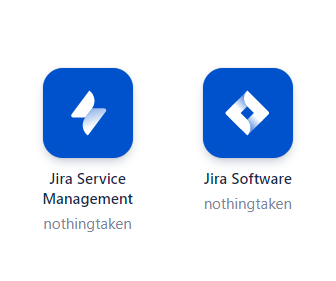 Jira Service
Management
nothingtaken
Jira Software
nothingtaken